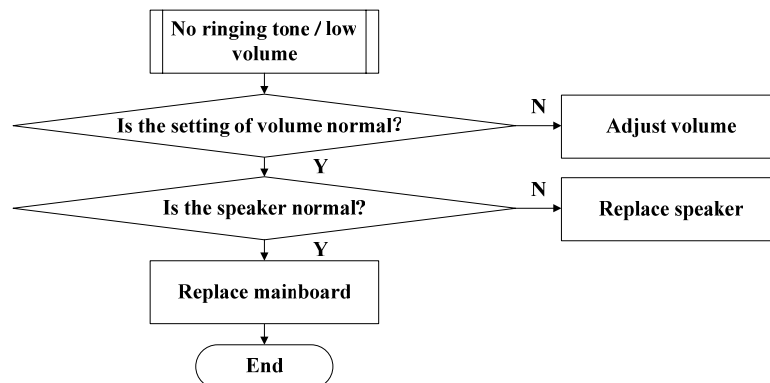 No ringing tone / low
volume
Is the setting of volume normal?
N
Adjust volume
Y
Is the speaker normal?
N
Replace speaker
Y
Replace mainboard
End